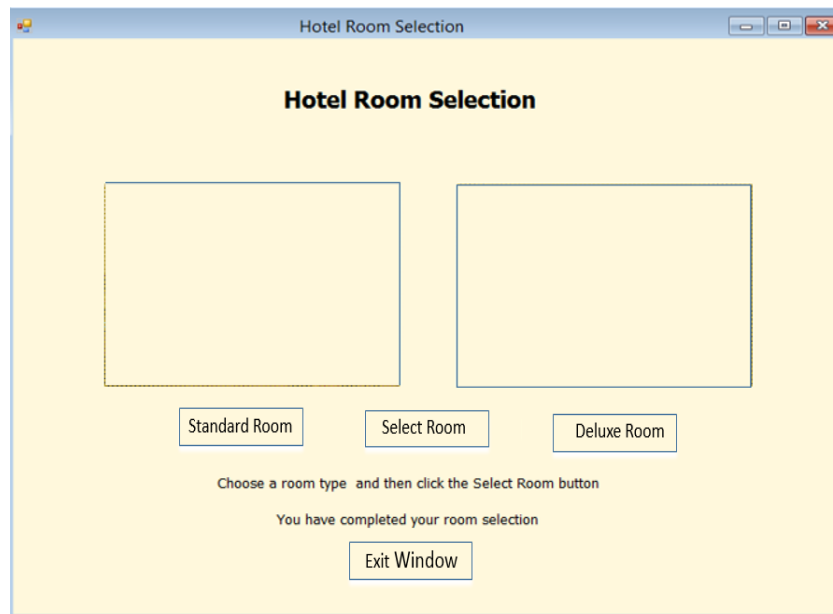 Hotel Room Selection
Hotel Room Selection
Standard Room
Select Room
Deluxe Room
Choose a room type  and then click the Select Room button
You have completed your room selection
Exit Window